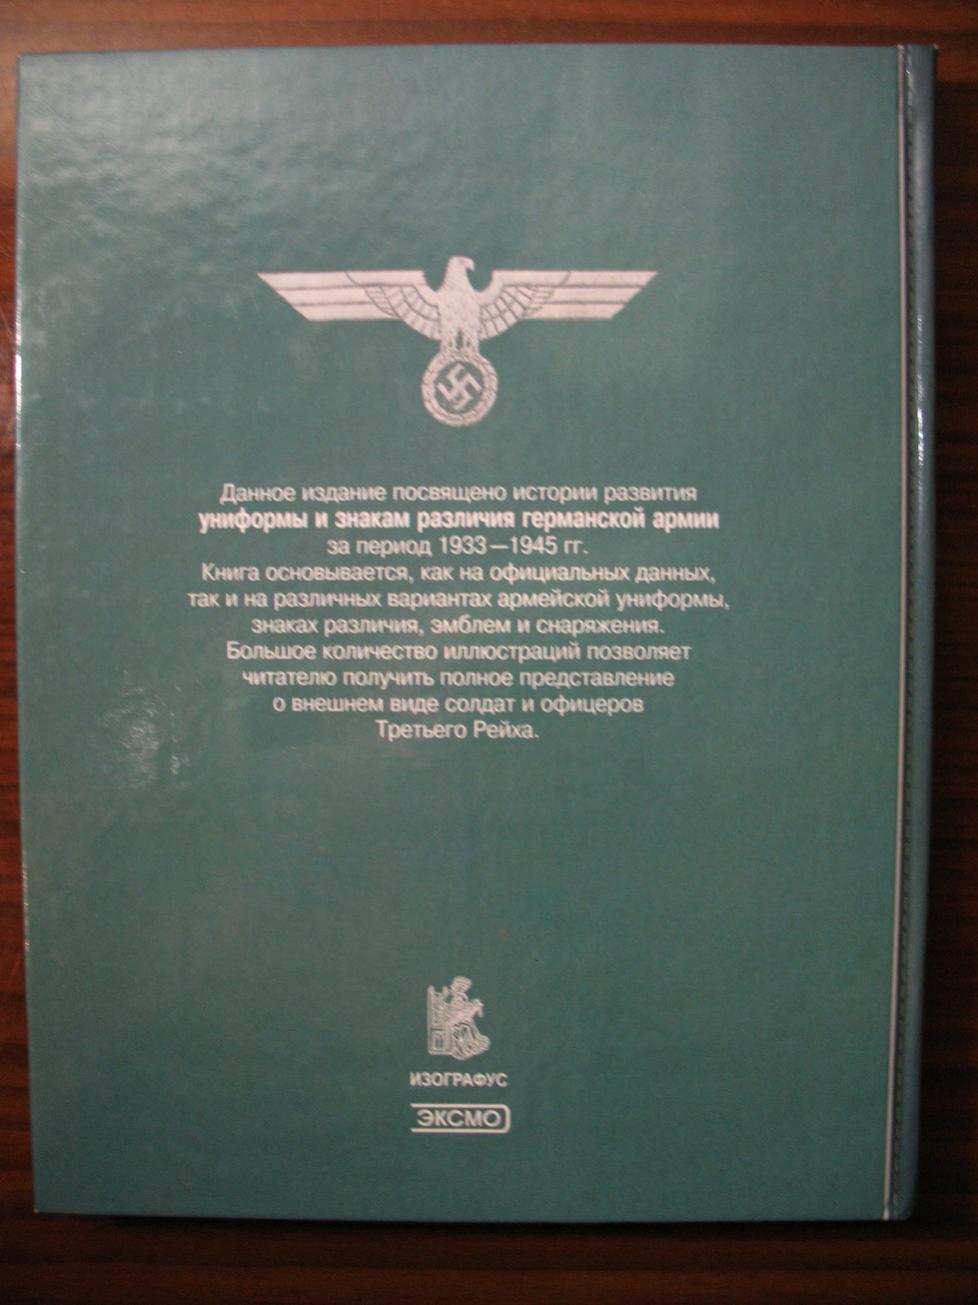 Данное издание посвящено истории развития
униформы и знакам различия германской армии
за период 1933—1945 гг.
Книга основывается, как на официальных данных,
так и на различных вариантах армейской униформы,
знаках различия, эмблем и снаряжения.
Большое количество иллюстраций позволяет
читателю получить полное представление
о внешнем виде солдат и офицеров
Третьего Рейха.
ИЗОГРАФУС
ЭКСМО